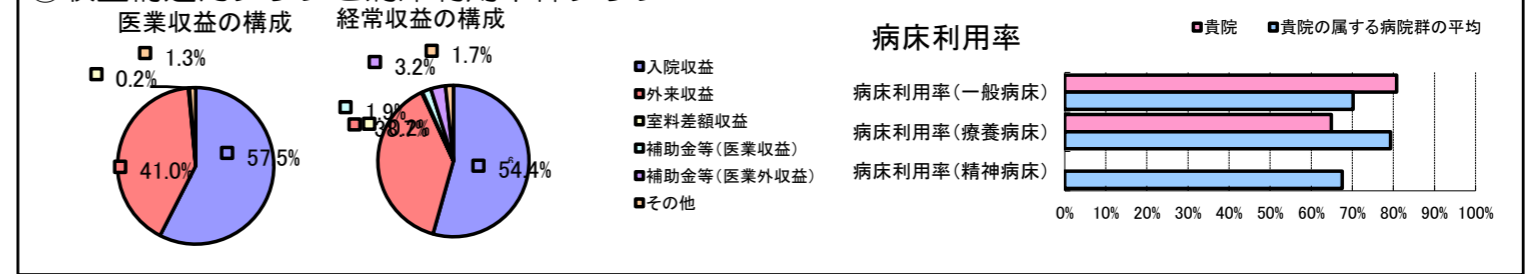 医業収益の構成
1.3%
0.2%
41.0%
57.5%
経常収益の構成
1.7%
3.2%
1.9%
0.2%
54.4%
入院収益
外来収益
室料差額収益
補助金等(医業収益)
補助金等(医業外収益)
その他
病床利用率
貴院
貴院の属する病院群の平均
病床利用率(一般病床)
病床利用率(療養病床)
病床利用率(精神病床)
0% 10% 20% 30% 40% 50% 60% 70% 80% 90% 100%